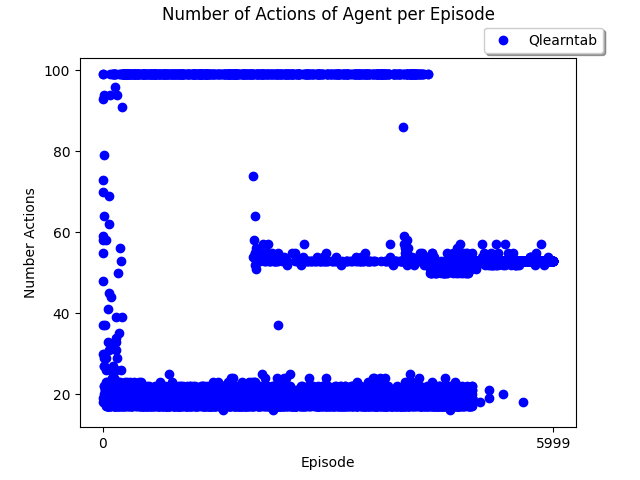 Number of Actions of Agent per Episode
Qlearntab
100
80
60
40
20
Number Actions
0
5999
Episode